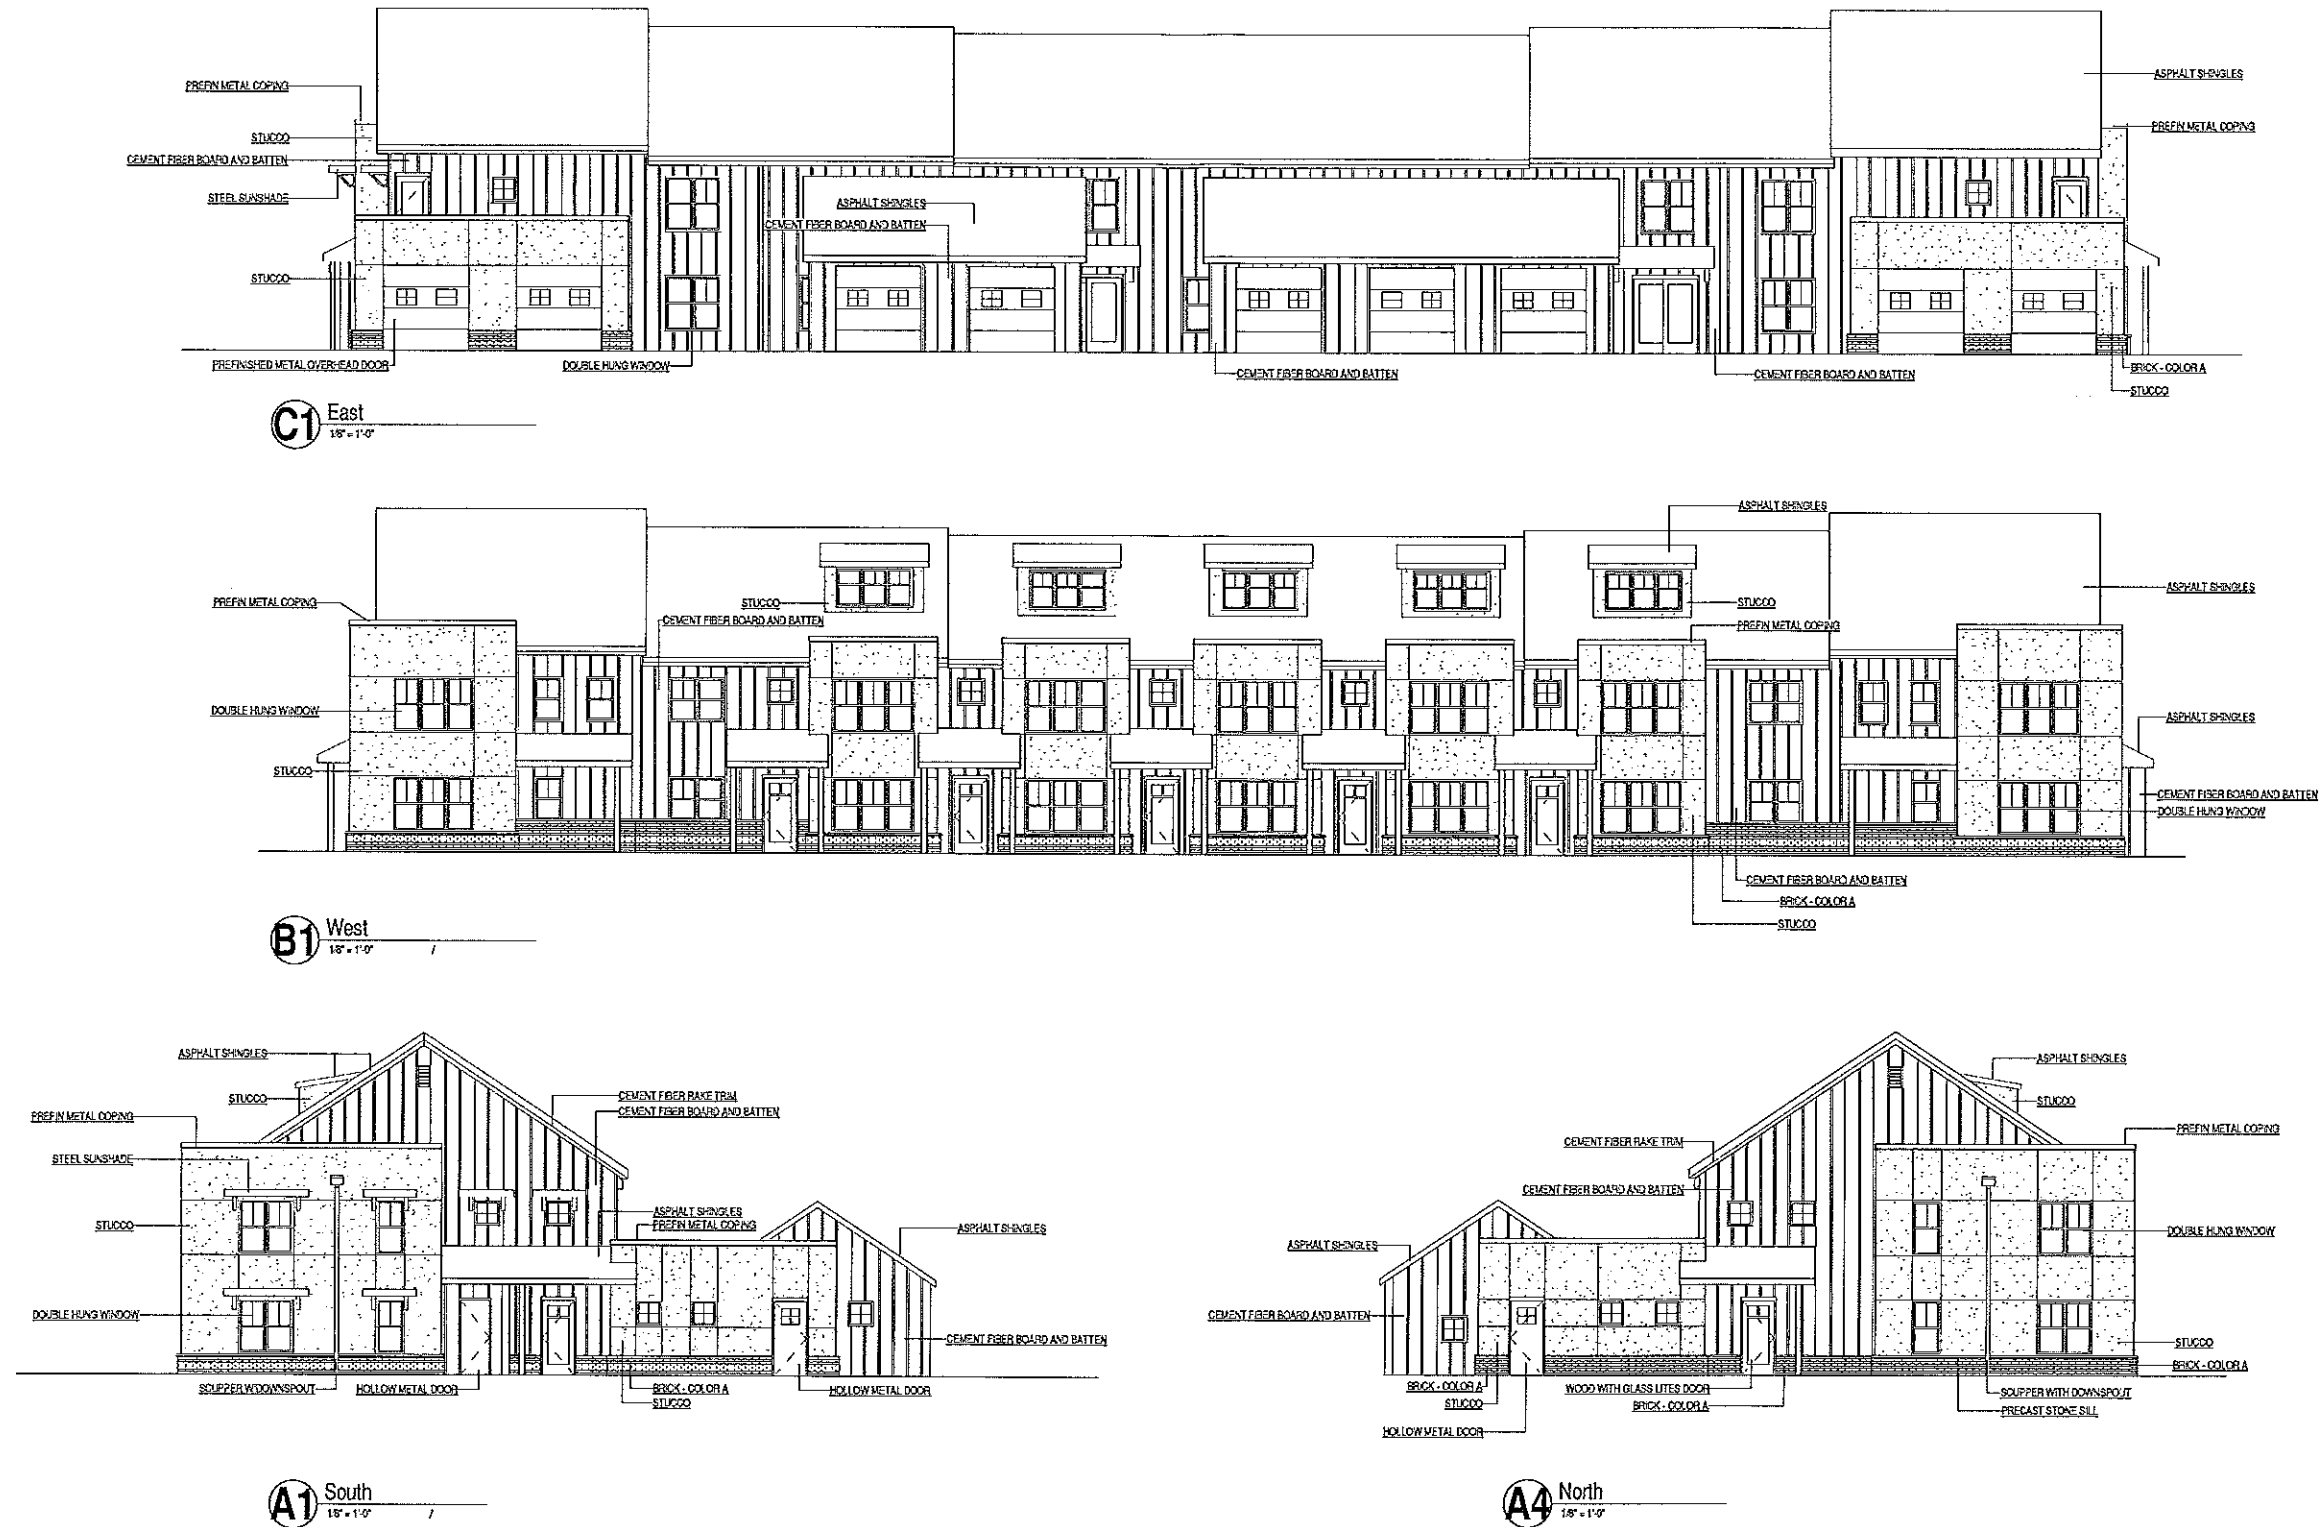 PREFIN METAL COPING
ASPHALT SHINGLES
STUCCO
PREFIN METAL COPING
CEMENT FIBER BOARD AND BATTEN
STEEL SUNSHADE
ASPHALT SHINGLES
CEMENT FIBER BOARD AND BATTEN
STUCCO
PREFINISHED METAL OVERHEAD DOOR
DOUBLE HUNG WINDOW
CEMENT FIBER BOARD AND BATTEN
CEMENT FIBER BOARD AND BATTEN
BRICK - COLOR A
STUCCO
C1 East
1/8" = 1'-0"
ASPHALT SHINGLES
ASPHALT SHINGLES
PREFIN METAL COPING
STUCCO
STUCCO
CEMENT FIBER BOARD AND BATTEN
PREFIN METAL COPING
DOUBLE HUNG WINDOW
ASPHALT SHINGLES
STUCCO
CEMENT FIBER BOARD AND BATTEN
DOUBLE HUNG WINDOW
CEMENT FIBER BOARD AND BATTEN
BRICK - COLOR A
STUCCO
B1 West
1/8" = 1'-0" /
ASPHALT SHINGLES
STUCCO
CEMENT FIBER RAKE TRIM
CEMENT FIBER BOARD AND BATTEN
PREFIN METAL COPING
STEEL SUNSHADE
ASPHALT SHINGLES
PREFIN METAL COPING
STUCCO
ASPHALT SHINGLES
DOUBLE HUNG WINDOW
CEMENT FIBER BOARD AND BATTEN
SCUPPER W/DOWNSPOUT
HOLLOW METAL DOOR
BRICK - COLOR A
STUCCO
HOLLOW METAL DOOR
A1 South
1/8" = 1'-0" /
ASPHALT SHINGLES
STUCCO
CEMENT FIBER RAKE TRIM
PREFIN METAL COPING
CEMENT FIBER BOARD AND BATTEN
ASPHALT SHINGLES
DOUBLE HUNG WINDOW
CEMENT FIBER BOARD AND BATTEN
STUCCO
BRICK - COLOR A
BRICK - COLOR A
STUCCO
WOOD WITH GLASS LITES DOOR
BRICK - COLOR A
SCUPPER WITH DOWNSPOUT
PRECAST STONE SILL
HOLLOW METAL DOOR
A4 North
1/8" = 1'-0"